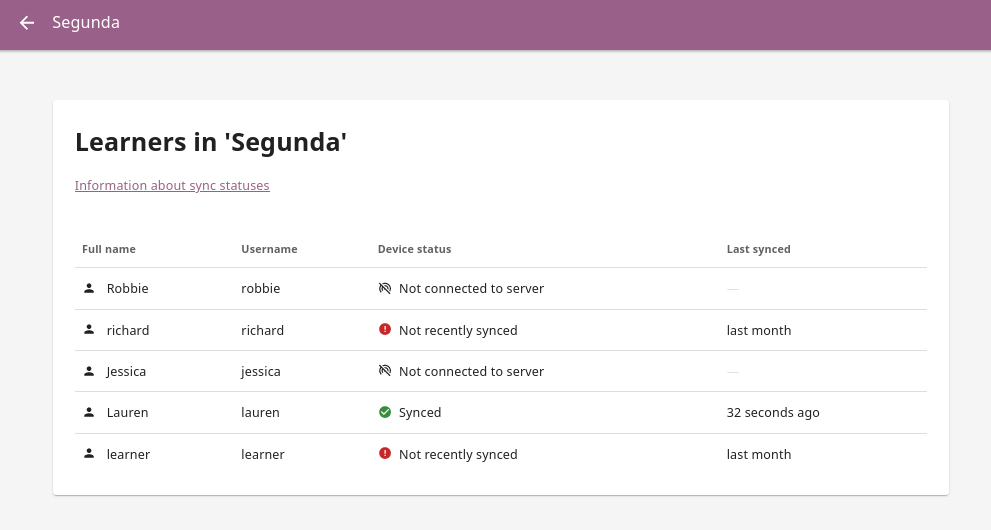 Segunda
Learners in 'Segunda'
Information about sync statuses
Full name Username Device status Last synced
Robbie robbie Not connected to server —
richard richard Not recently synced last month
Jessica jessica Not connected to server —
Lauren lauren Synced 32 seconds ago
learner learner Not recently synced last month